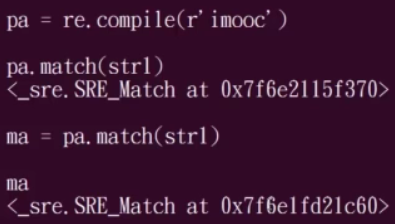 pa = re.compile(r'imooc')
pa.match(str1)
<_sre.SRE_Match at 0x7f6e2115f370>
ma = pa.match(str1)
ma
<_sre.SRE_Match at 0x7f6e1fd21c60>